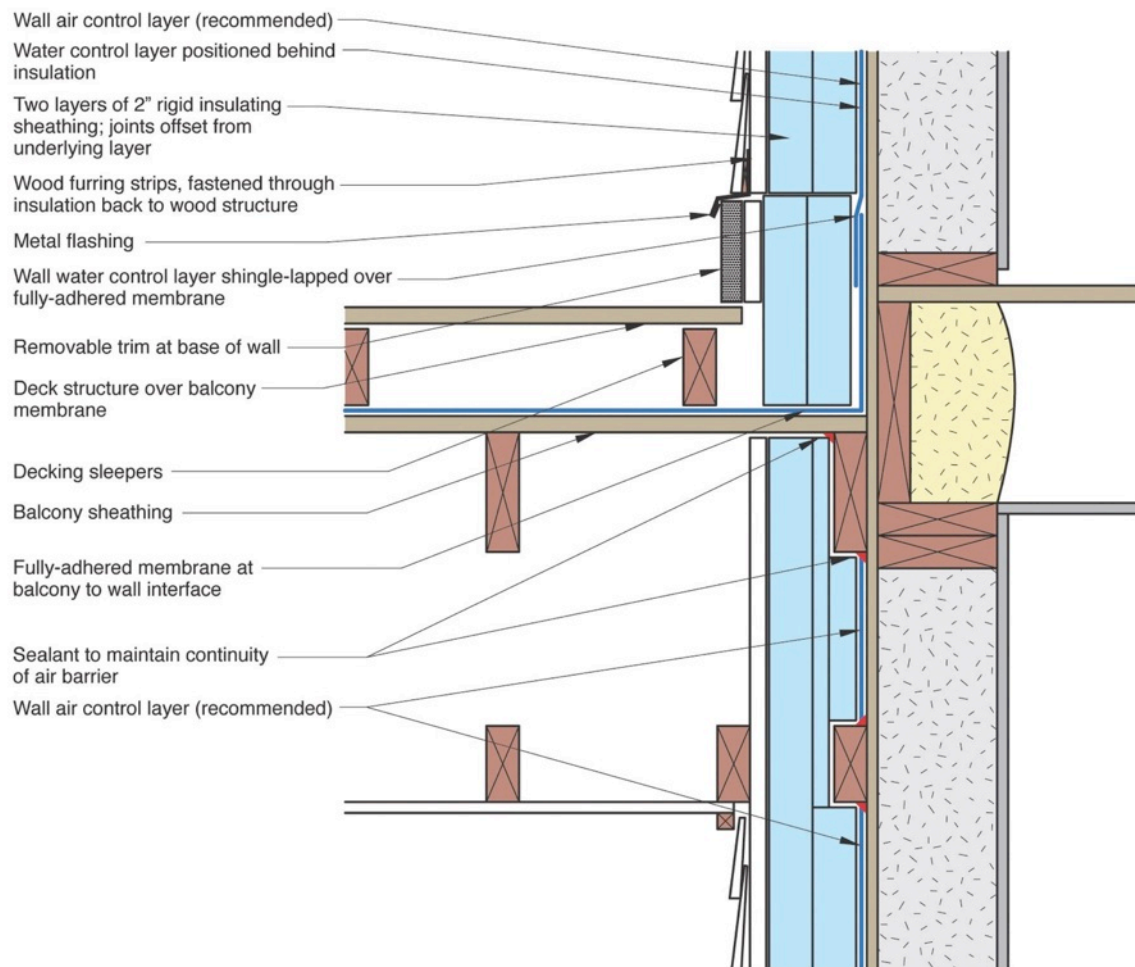 Wall air control layer (recommended)
Water control layer positioned behind
insulation
Two layers of 2” rigid insulating
sheathing; joints offset from
underlying layer
Wood furring strips, fastened through
insulation back to wood structure
Metal flashing
Wall water control layer shingle-lapped over
fully-adhered membrane
Removable trim at base of wall
Deck structure over balcony
membrane
Decking sleepers
Balcony sheathing
Fully-adhered membrane at
balcony to wall interface
Sealant to maintain continuity
of air barrier
Wall air control layer (recommended)